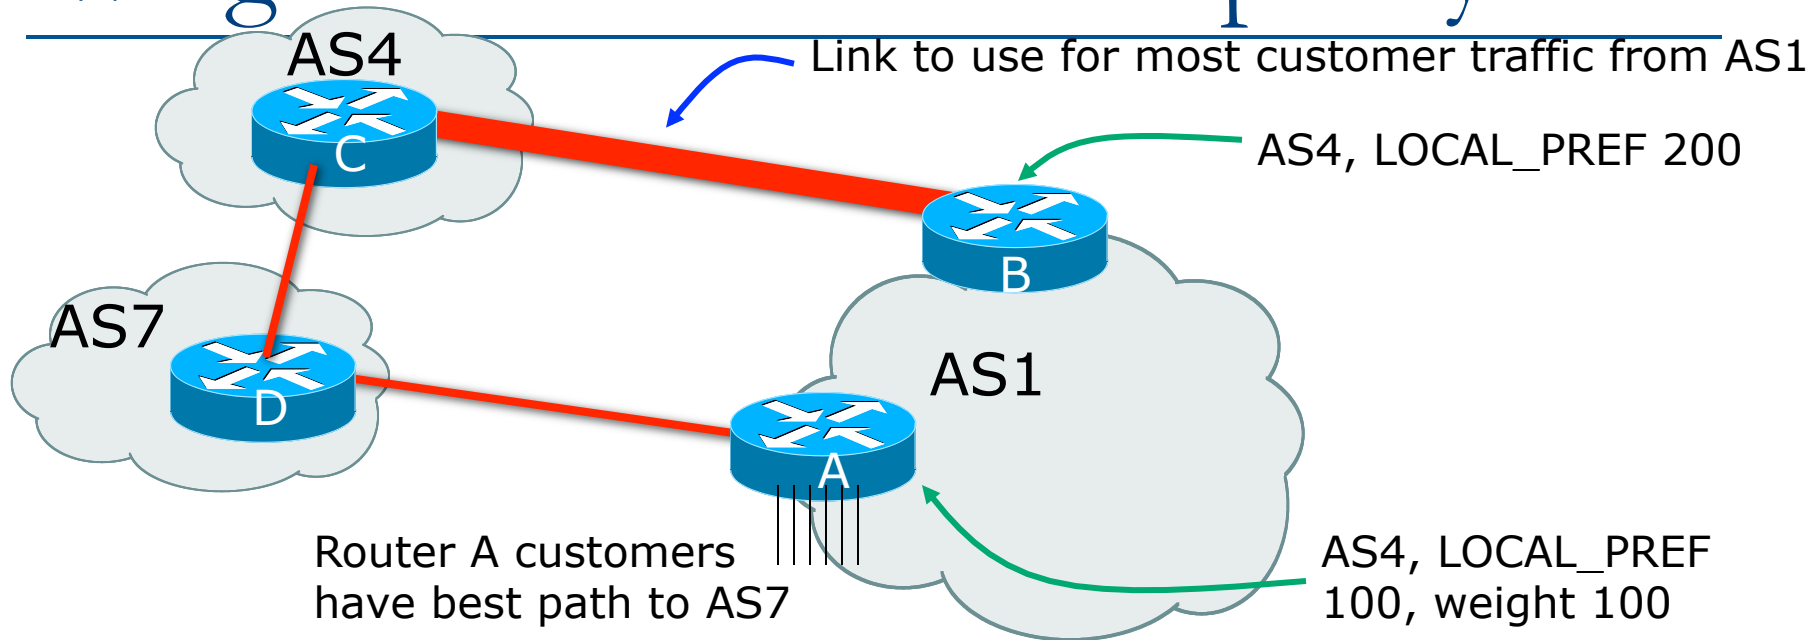 AS4
Link to use for most customer traffic from AS1
C
AS4, LOCAL_PREF 200
B
AS7
D
AS1
A
Router A customers
have best path to AS7
AS4, LOCAL_PREF
100, weight 100